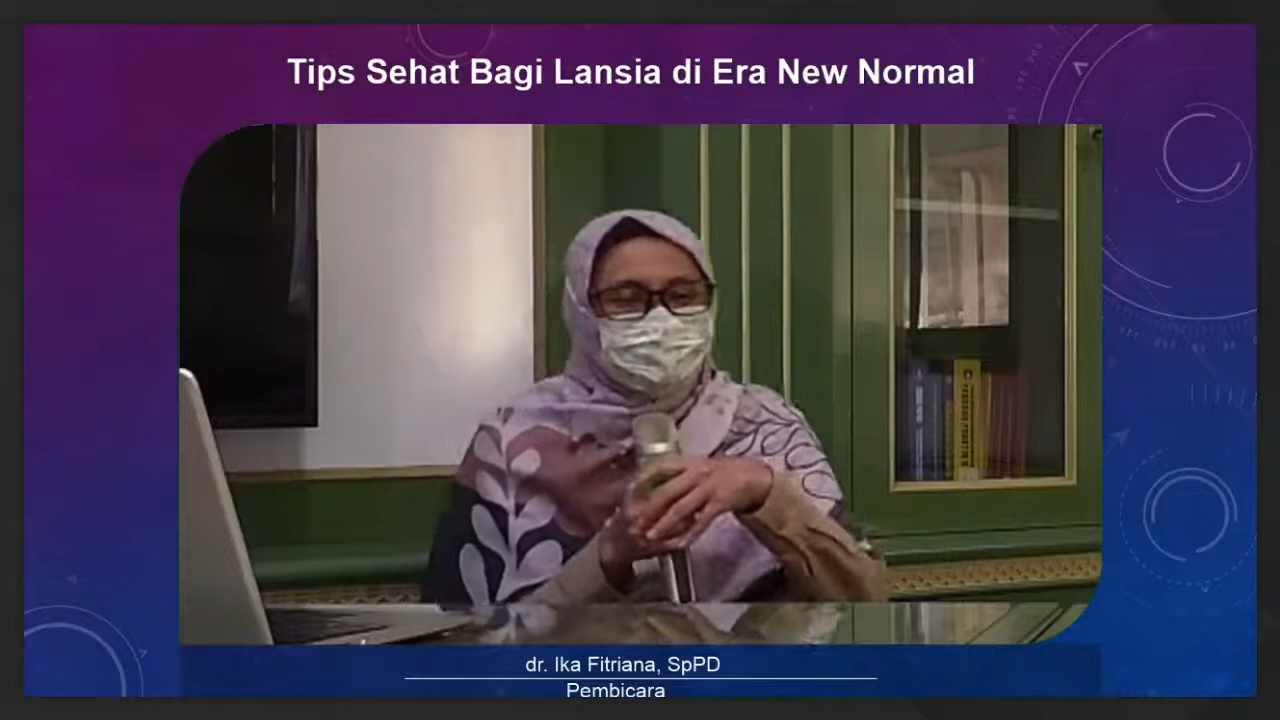 Tips Sehat Bagi Lansia di Era New Normal
dr. Ika Fitriana, SpPD
Pembicara